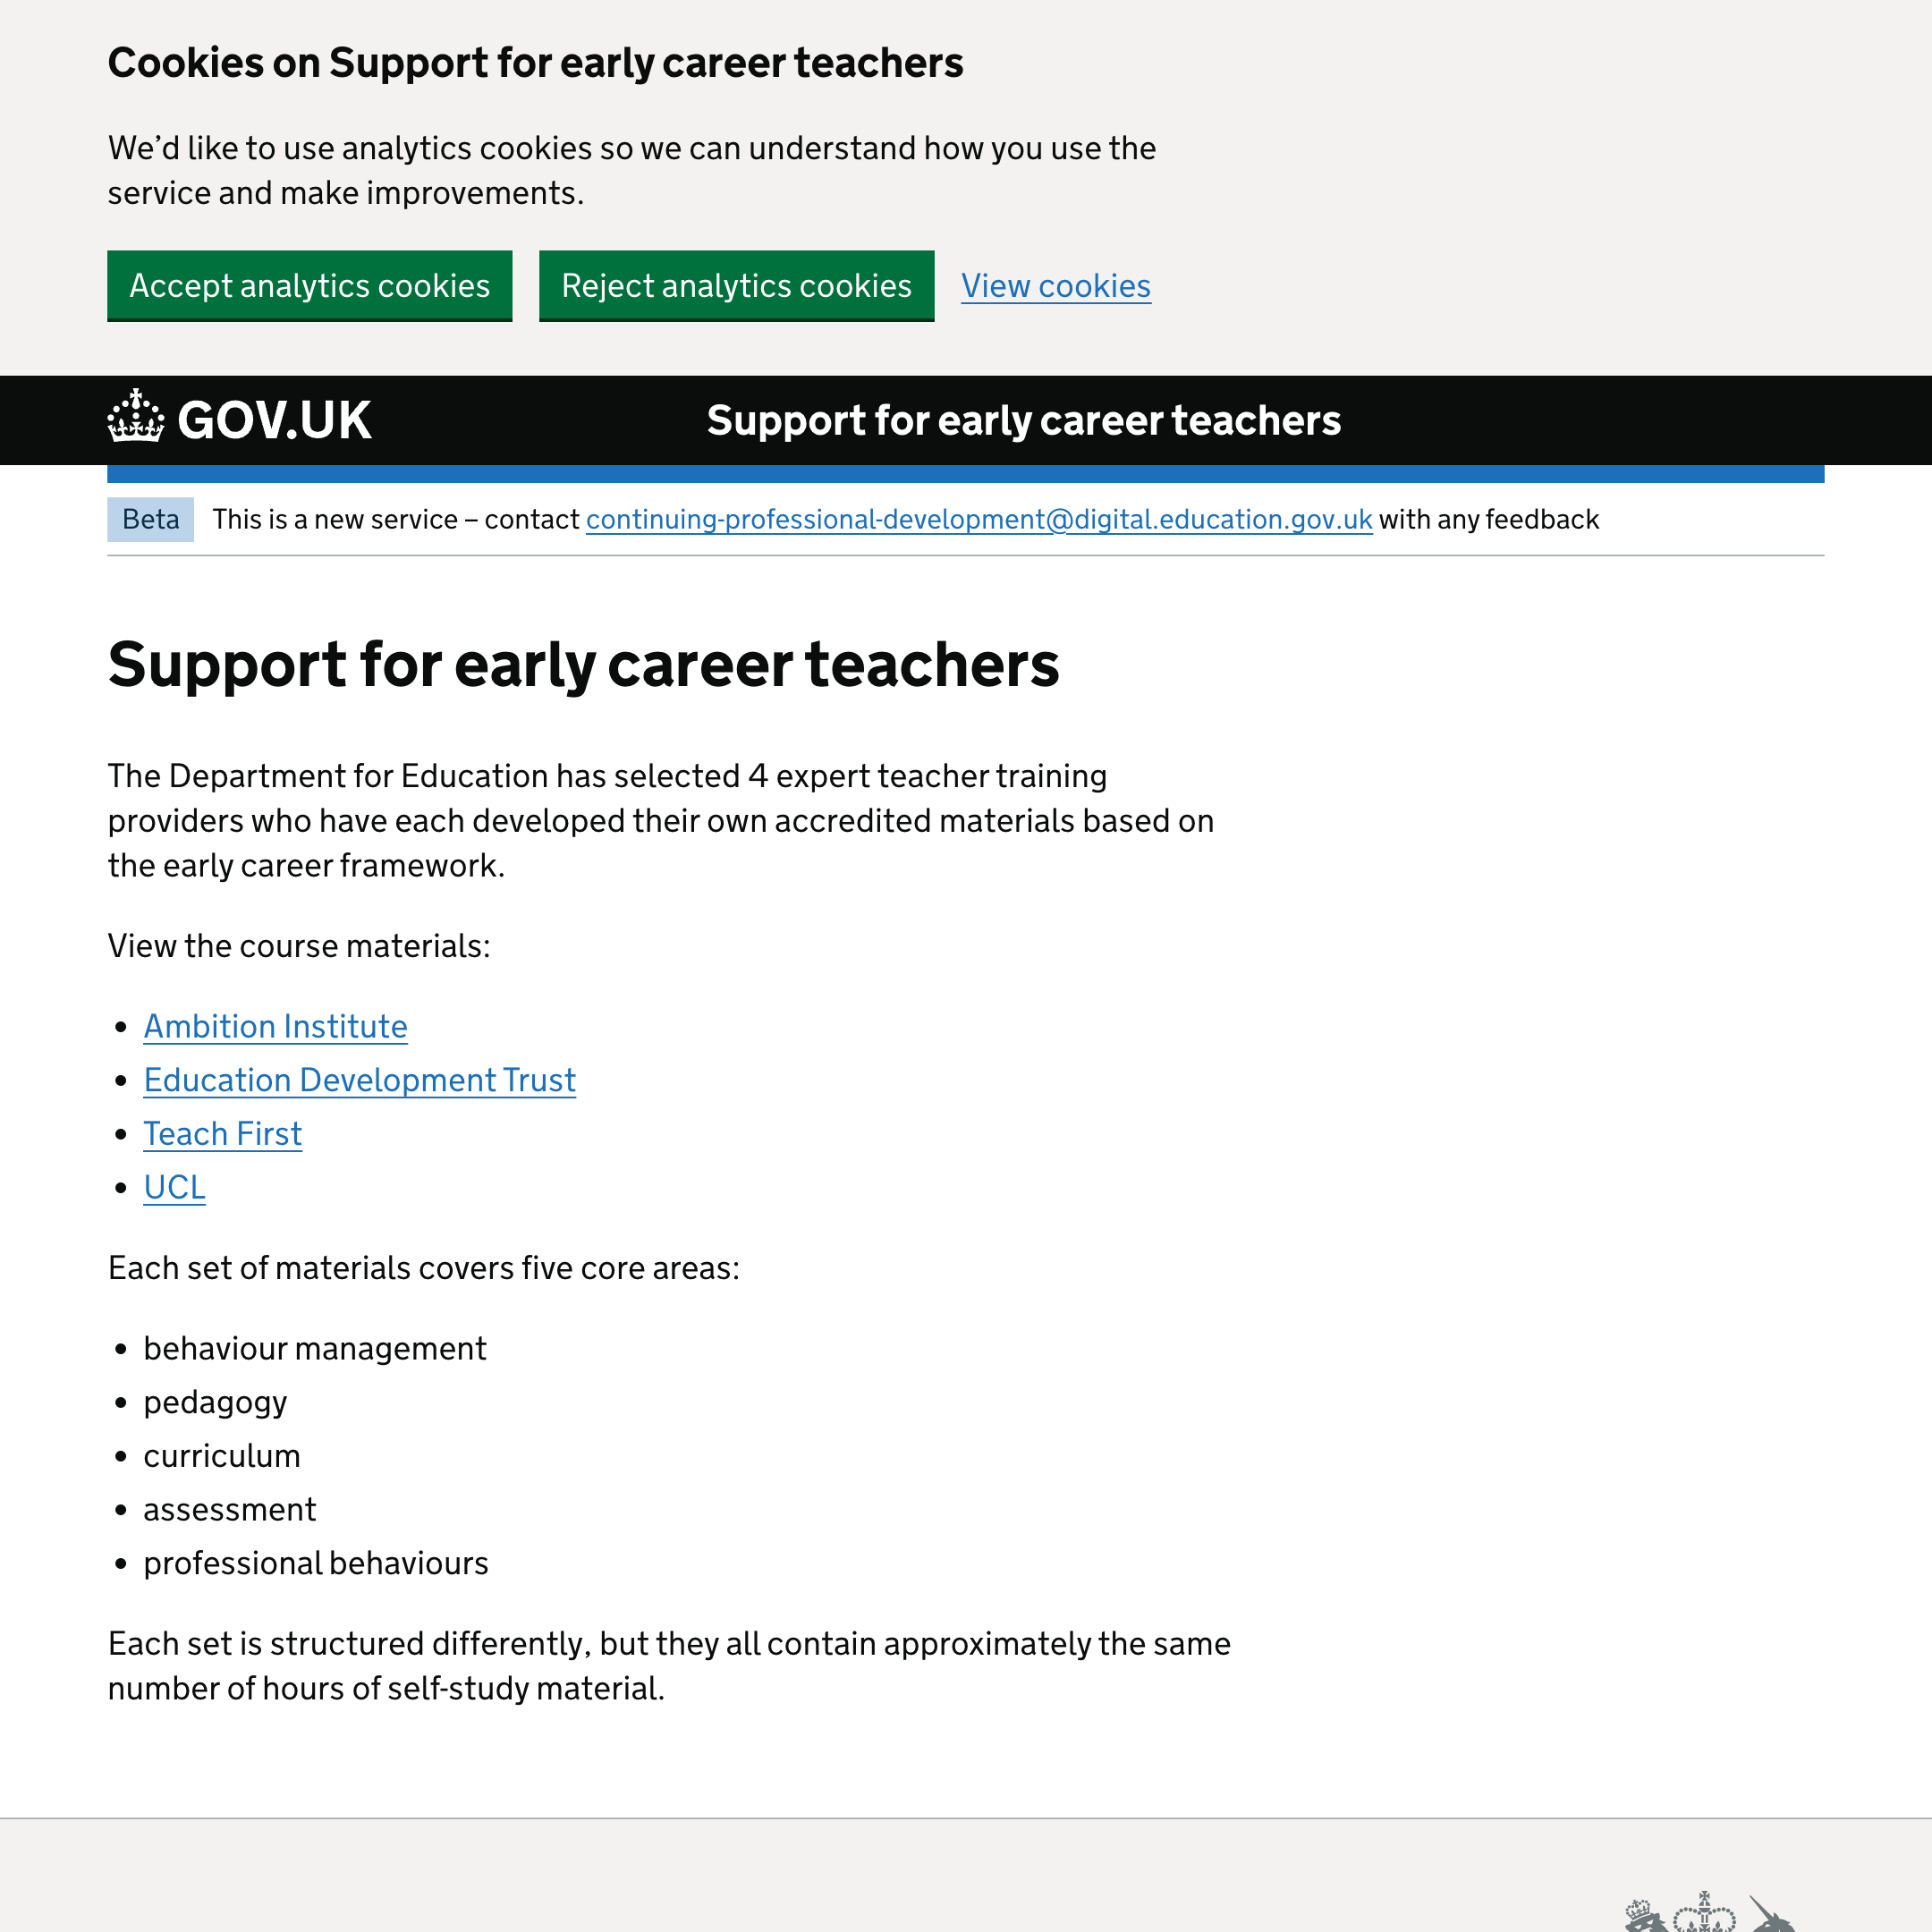 Cookies on Support for early career teachers
We’d like to use analytics cookies so we can understand how you use the
service and make improvements.
Accept analytics cookies
Reject analytics cookies
View cookies
GOV.UK
Support for early career teachers
Beta
This is a new service – contact continuing-professional-development@digital.education.gov.uk with any feedback
Support for early career teachers
The Department for Education has selected 4 expert teacher training
providers who have each developed their own accredited materials based on
the early career framework.
View the course materials:
• Ambition Institute
• Education Development Trust
• Teach First
• UCL
Each set of materials covers five core areas:
• behaviour management
• pedagogy
• curriculum
• assessment
• professional behaviours
Each set is structured differently, but they all contain approximately the same
number of hours of self-study material.